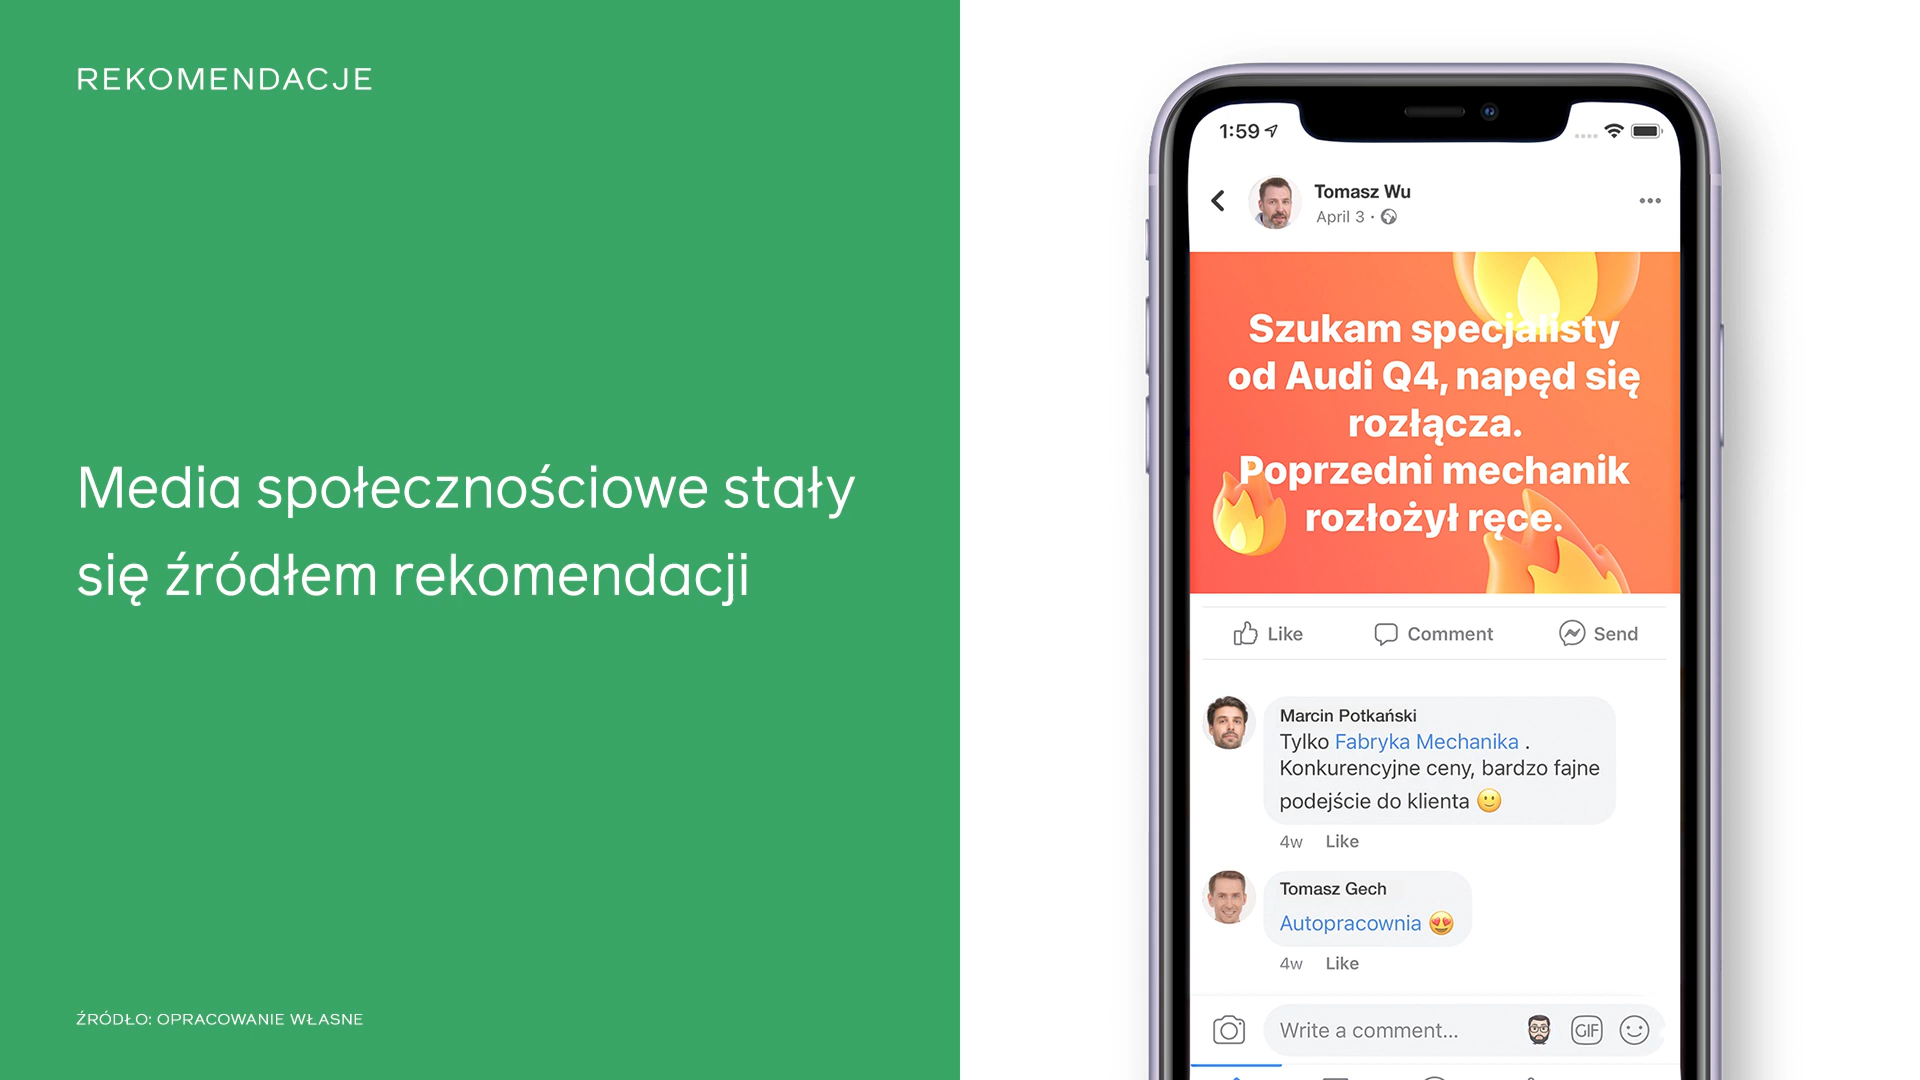 REKOMENDACJE
Media społecznościowe stały
się źródłem rekomendacji
ŹRÓDŁO: OPRACOWANIE WŁASNE
1:59
Tomasz Wu
April 3 ·
Szukam specjalisty
od Audi Q4, napęd się
rozłącza.
Poprzedni mechanik
rozłożył ręce.
Like
Comment
Send
Marcin Potkański
Tylko Fabryka Mechanika .
Konkurencyjne ceny, bardzo fajne
podejście do klienta 🙂
4w Like
Tomasz Gech
Autopracownia 😍
4w Like
Write a comment...
GIF